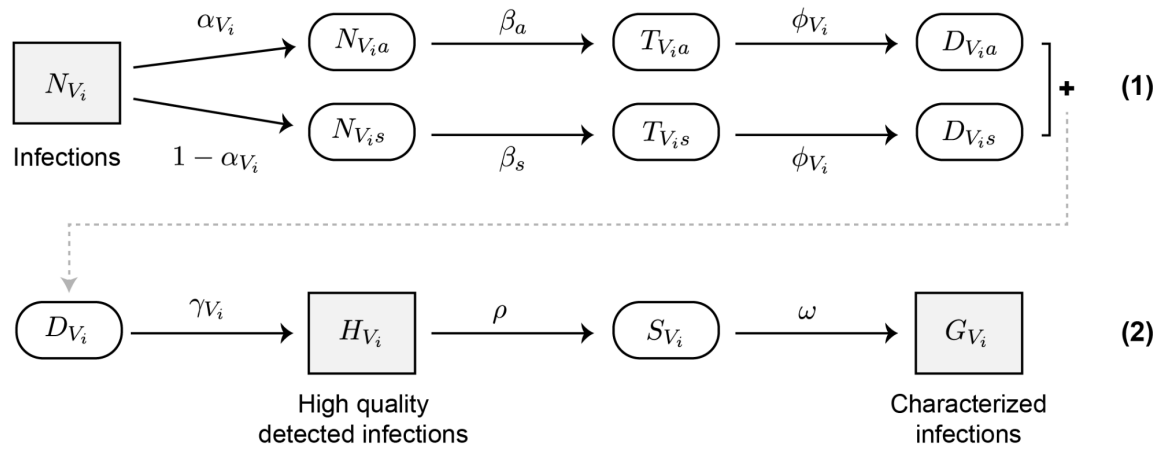 α_{V_i} β_a ϕ_{V_i}
N_{V_i} N_{V_i a} T_{V_i a} D_{V_i a} + (1)
N_{V_i s} T_{V_i s} D_{V_i s}
Infections 1 − α_{V_i} β_s ϕ_{V_i}
γ_{V_i} ρ ω
D_{V_i} H_{V_i} S_{V_i} G_{V_i} (2)
High quality Characterized
detected infections infections